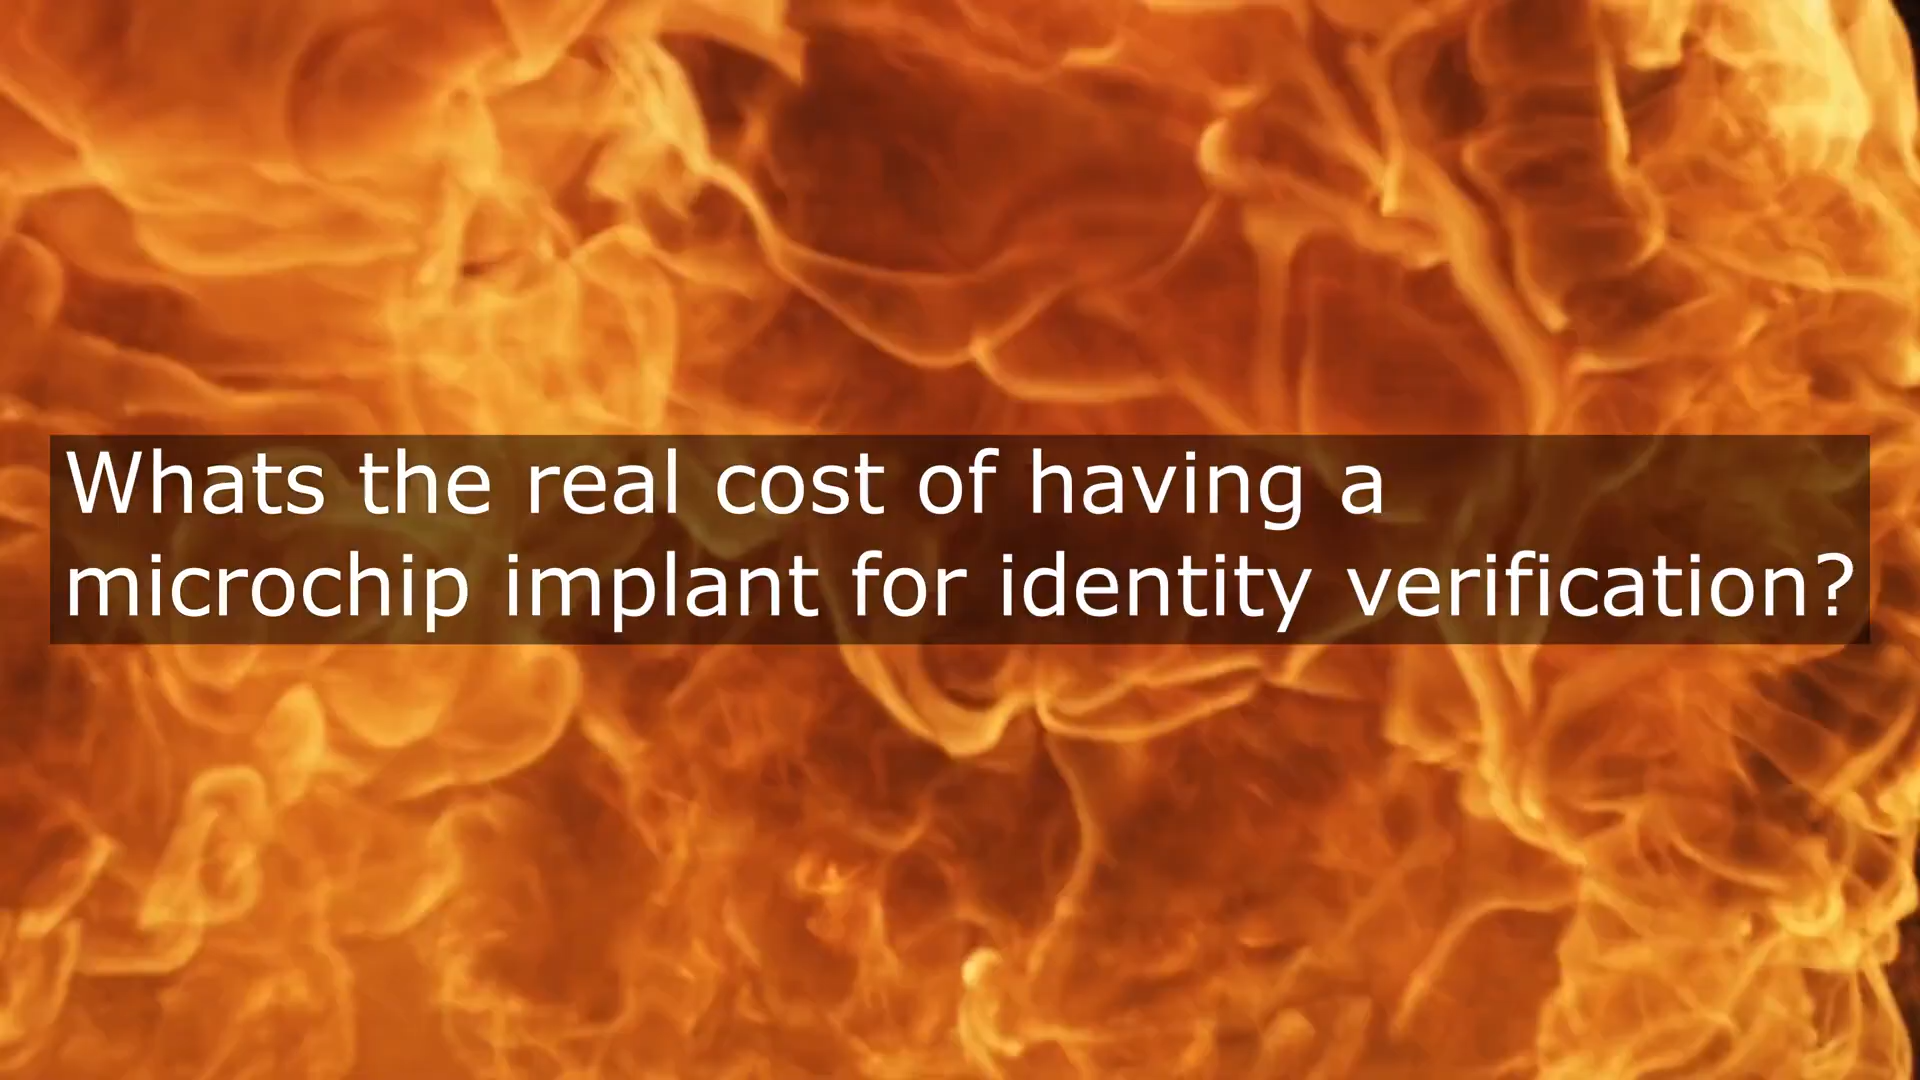 Whats the real cost of having a
microchip implant for identity verification?